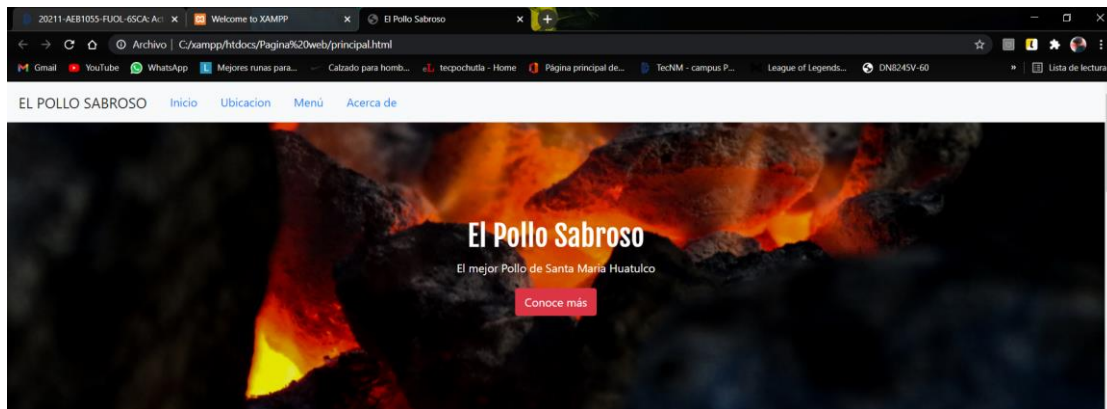 20211-AEB1055-FUOL-6SCA: Act
Welcome to XAMPP
El Pollo Sabroso
Archivo | C:/xampp/htdocs/Pagina%20web/principal.html
Gmail YouTube WhatsApp Mejores runas para... Calzado para homb... tecpochutla - Home Página principal de... TecNM - campus P... League of Legends... DN8245V-60 » Lista de lectura
EL POLLO SABROSO Inicio Ubicacion Menú Acerca de
El Pollo Sabroso
El mejor Pollo de Santa María Huatulco
Conoce más